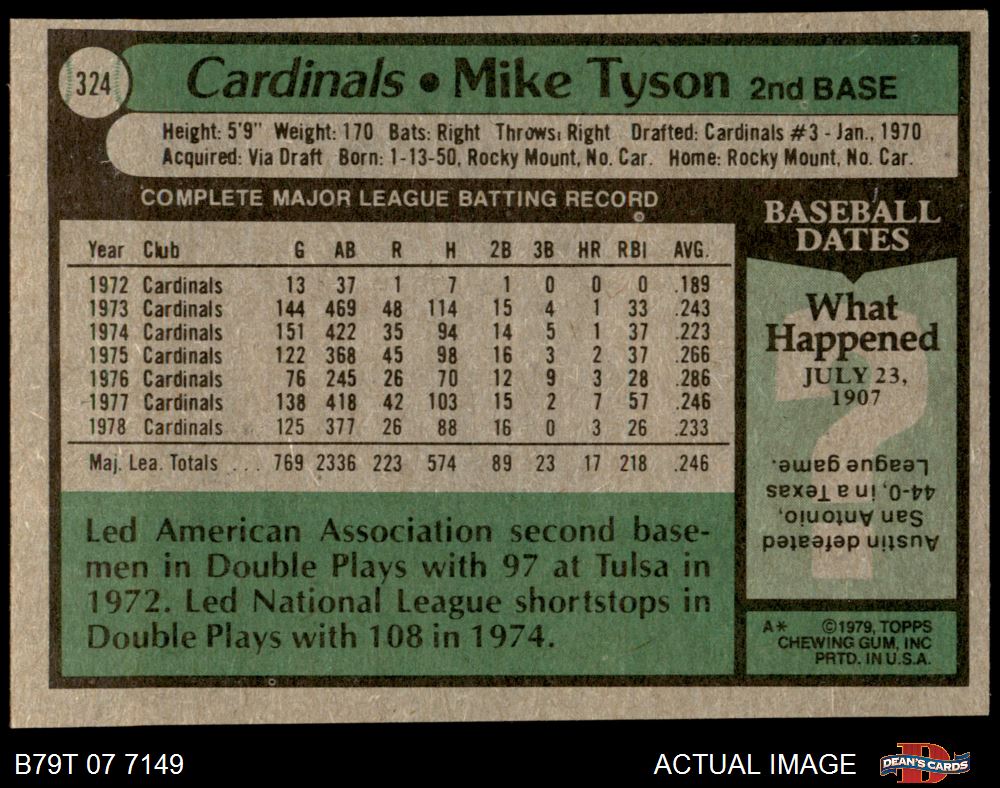 324
Cardinals • Mike Tyson 2nd BASE
Height: 5'9" Weight: 170 Bats: Right Throws: Right Drafted: Cardinals #3 - Jan., 1970
Acquired: Via Draft Born: 1-13-50, Rocky Mount, No. Car. Home: Rocky Mount, No. Car.
COMPLETE MAJOR LEAGUE BATTING RECORD
Year Club G AB R H 2B 3B HR RBI AVG.
1972 Cardinals 13 37 1 7 1 0 0 0 .189
1973 Cardinals 144 469 48 114 15 4 1 33 .243
1974 Cardinals 151 422 35 94 14 5 1 37 .223
1975 Cardinals 122 368 45 98 16 3 2 37 .266
1976 Cardinals 76 245 26 70 12 9 3 28 .286
1977 Cardinals 138 418 42 103 15 2 7 57 .246
1978 Cardinals 125 377 26 88 16 0 3 26 .233
Maj. Lea. Totals ... 769 2336 223 574 89 23 17 218 .246
Led American Association second base-
men in Double Plays with 97 at Tulsa in
1972. Led National League shortstops in
Double Plays with 108 in 1974.
BASEBALL
DATES
What
Happened
JULY 23,
1907
Austin defeated
San Antonio,
44-0, in a Texas
League game.
A* ©1979, TOPPS
CHEWING GUM, INC
PRTD. IN U.S.A.
B79T 07 7149
ACTUAL IMAGE
DEAN'S CARDS